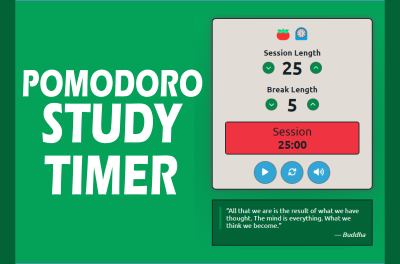 POMODORO
STUDY
TIMER
Session Length
25
Break Length
5
Session
25:00
"All that we are is the result of what we have
thought. The mind is everything. What we
think we become."
— Buddha